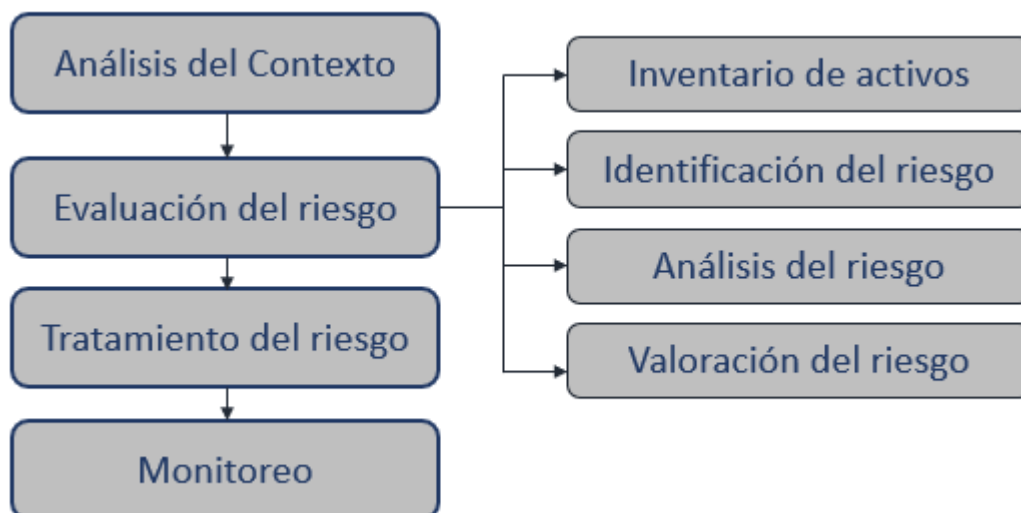 Análisis del Contexto
Evaluación del riesgo
Tratamiento del riesgo
Monitoreo
Inventario de activos
Identificación del riesgo
Análisis del riesgo
Valoración del riesgo